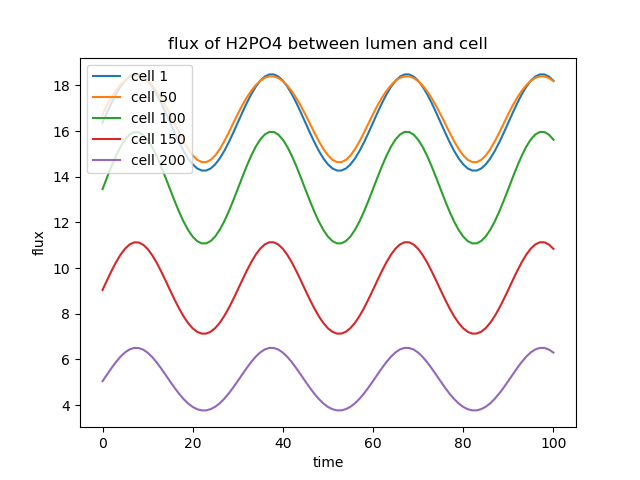 flux of H2PO4 between lumen and cell
cell 1
cell 50
cell 100
cell 150
cell 200
18
16
14
12
10
8
6
4
flux
0 20 40 60 80 100
time